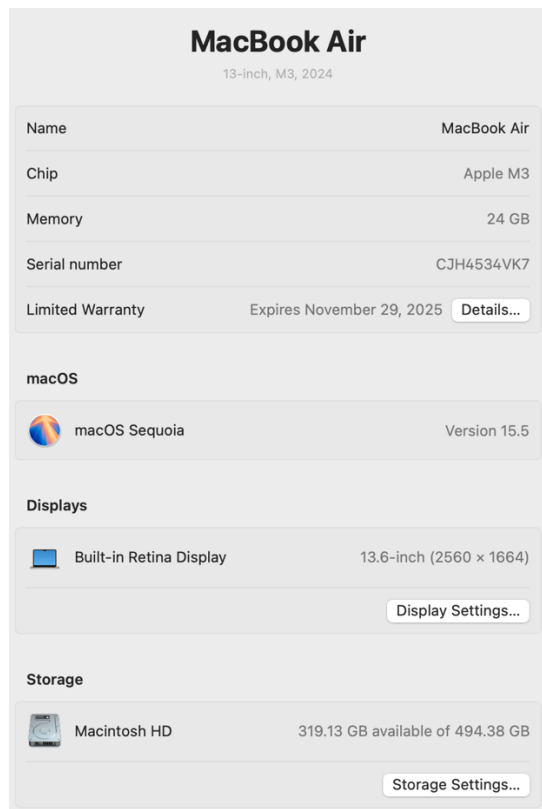 MacBook Air
13-inch, M3, 2024
Name MacBook Air
Chip Apple M3
Memory 24 GB
Serial number CJH4534VK7
Limited Warranty Expires November 29, 2025 Details...
macOS
macOS Sequoia Version 15.5
Displays
Built-in Retina Display 13.6-inch (2560 × 1664)
Display Settings...
Storage
Macintosh HD 319.13 GB available of 494.38 GB
Storage Settings...